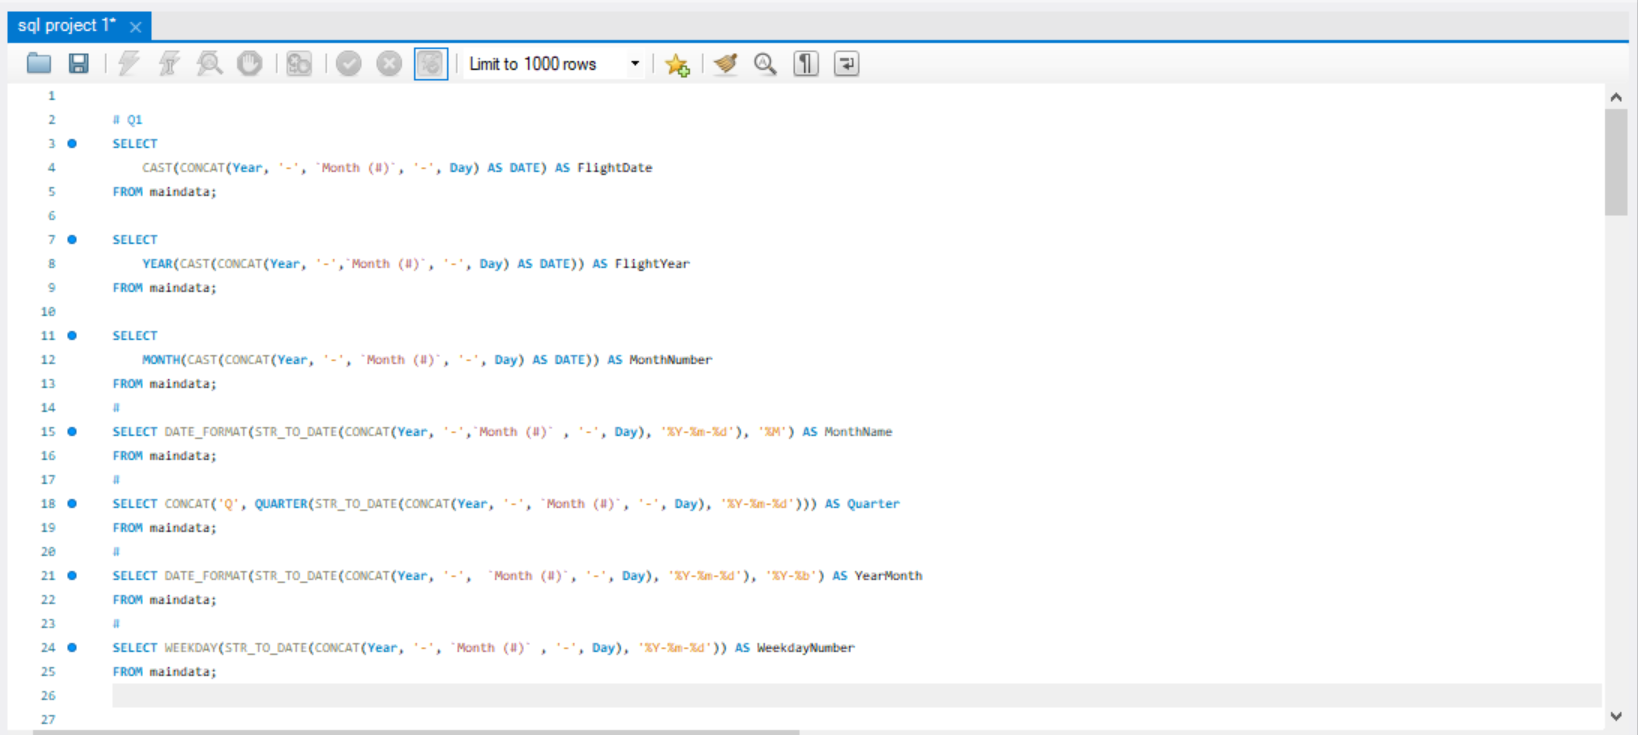 sql project 1*
Limit to 1000 rows
1
2 # Q1
3 SELECT
4 CAST(CONCAT(Year, '-', `Month (#)`, '-', Day) AS DATE) AS FlightDate
5 FROM maindata;
6
7 SELECT
8 YEAR(CAST(CONCAT(Year, '-',`Month (#)`, '-', Day) AS DATE)) AS FlightYear
9 FROM maindata;
10
11 SELECT
12 MONTH(CAST(CONCAT(Year, '-', `Month (#)`, '-', Day) AS DATE)) AS MonthNumber
13 FROM maindata;
14 #
15 SELECT DATE_FORMAT(STR_TO_DATE(CONCAT(Year, '-',`Month (#)` , '-', Day), '%Y-%m-%d'), '%M') AS MonthName
16 FROM maindata;
17 #
18 SELECT CONCAT('Q', QUARTER(STR_TO_DATE(CONCAT(Year, '-', `Month (#)`, '-', Day), '%Y-%m-%d'))) AS Quarter
19 FROM maindata;
20 #
21 SELECT DATE_FORMAT(STR_TO_DATE(CONCAT(Year, '-',  `Month (#)`, '-', Day), '%Y-%m-%d'), '%Y-%b') AS YearMonth
22 FROM maindata;
23 #
24 SELECT WEEKDAY(STR_TO_DATE(CONCAT(Year, '-', `Month (#)` , '-', Day), '%Y-%m-%d')) AS WeekdayNumber
25 FROM maindata;
26
27